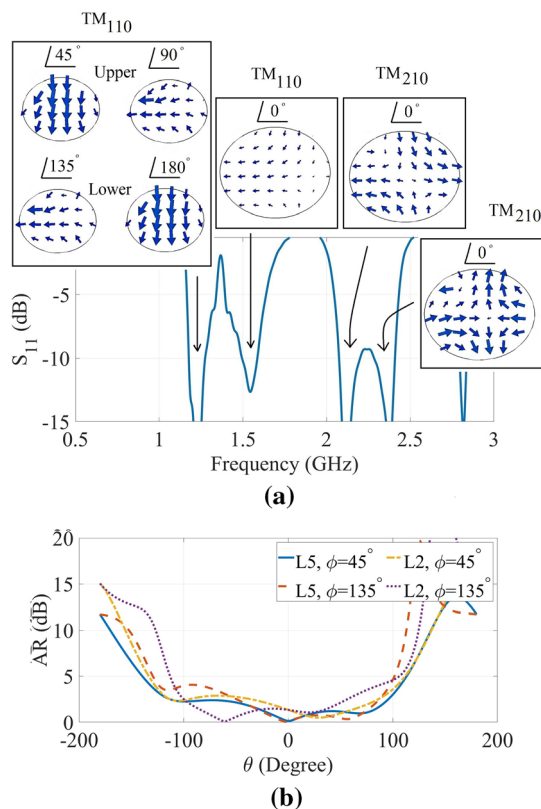 TM110
∠45° Upper ∠90°
∠135° Lower ∠180°
TM110
∠0°
TM210
∠0°
TM210
∠0°
S11 (dB)
-5
-10
-15
0.5 1 1.5 2 2.5 3
Frequency (GHz)
(a)
AR (dB)
15
10
5
0
L5, ϕ=45° L2, ϕ=45°
L5, ϕ=135° L2, ϕ=135°
-200 -100 0 100 200
θ (Degree)
(b)